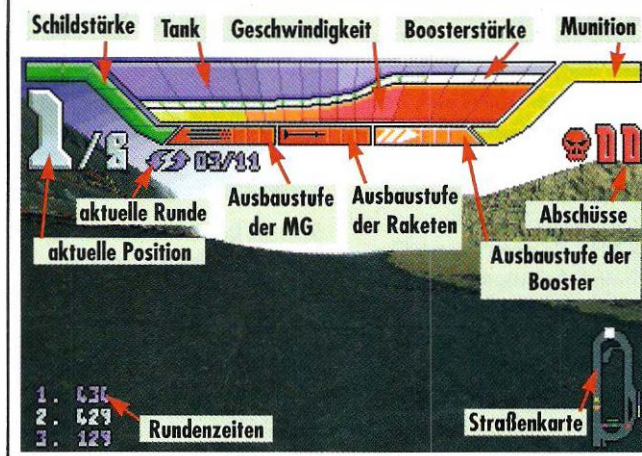 Schildstärke Tank Geschwindigkeit Boosterstärke Munition
1/8
03/11
00
aktuelle Runde
Ausbaustufe der MG
Ausbaustufe der Raketen
Abschüsse
aktuelle Position
Ausbaustufe der Booster
1.
2. 429
3. 129
Rundenzeiten
Straßenkarte